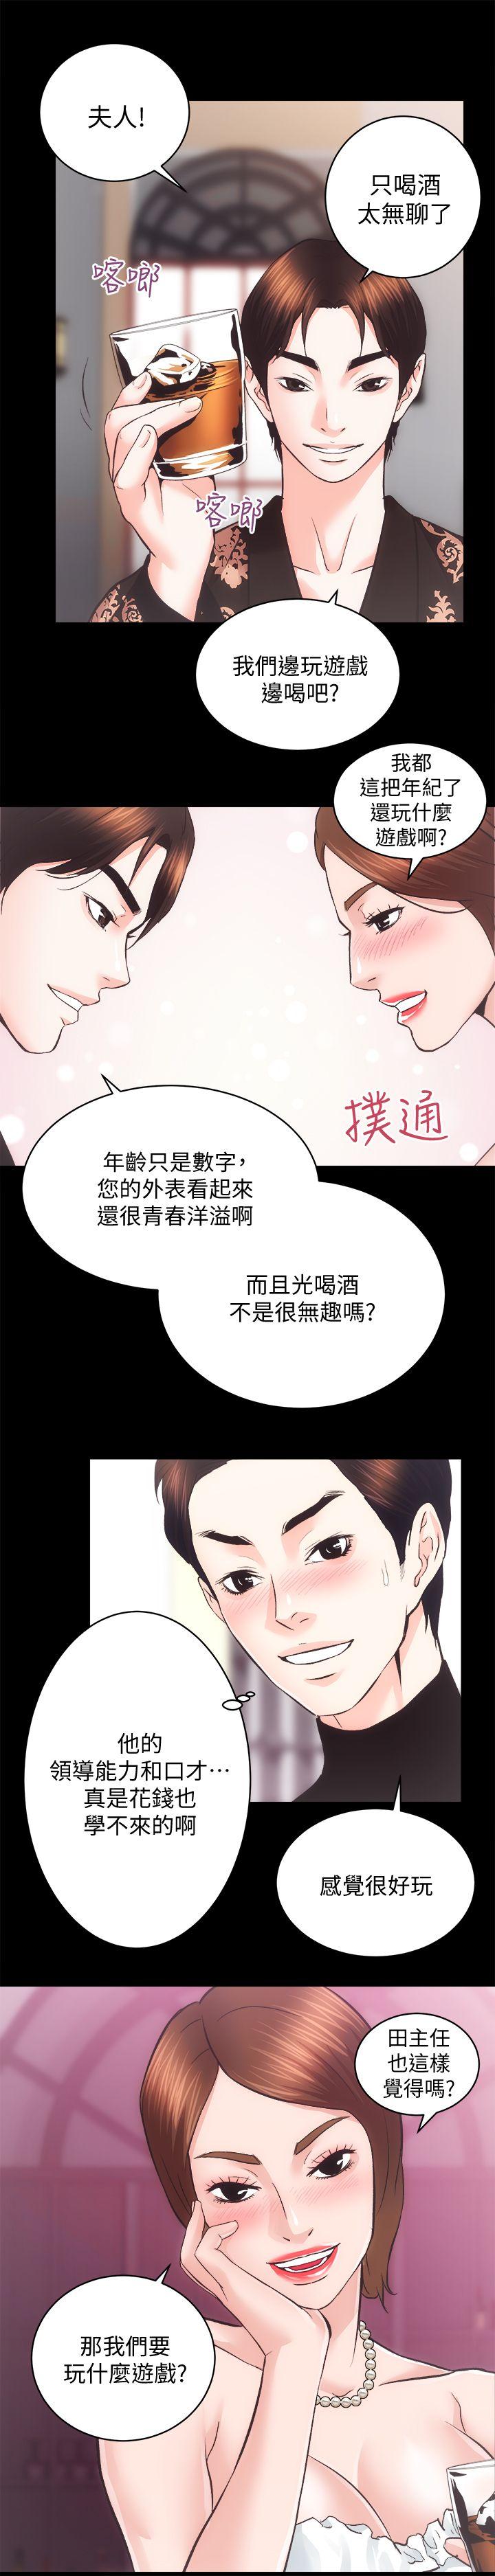 夫人!
只喝酒
太無聊了
喀啷
喀啷
我們邊玩遊戲
邊喝吧?
我都
這把年紀了
還玩什麼
遊戲啊?
撲通
年齡只是數字，
您的外表看起來
還很青春洋溢啊
而且光喝酒
不是很無趣嗎?
他的
領導能力和口才…
真是花錢也
學不來的啊
感覺很好玩
田主任
也這樣
覺得嗎?
那我們要
玩什麼遊戲?